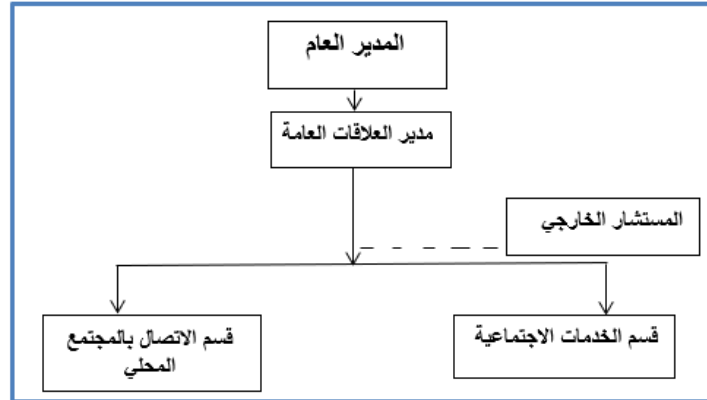 المدير العام
مدير العلاقات العامة
المستشار الخارجي
قسم الخدمات الاجتماعية
قسم الاتصال بالمجتمع
المحلي